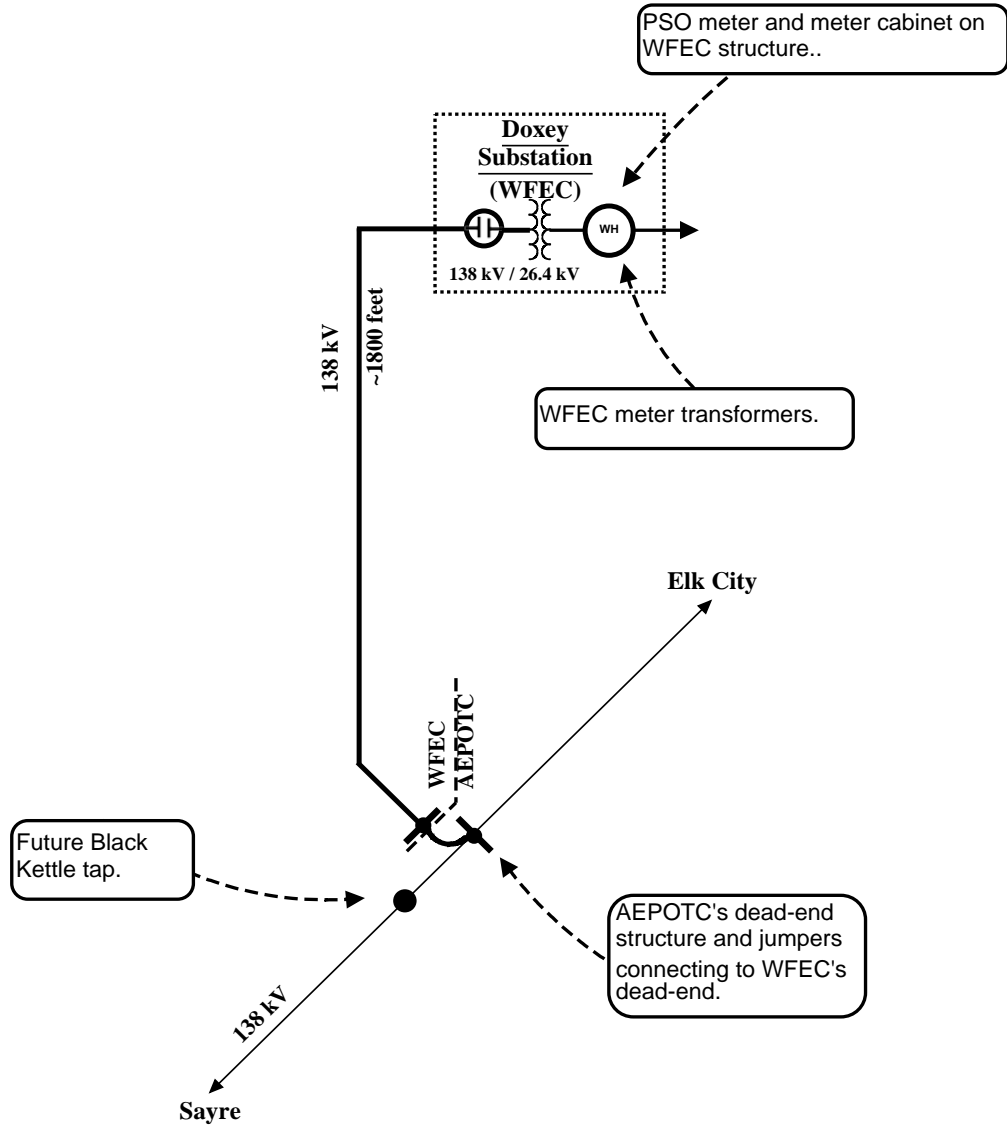 PSO meter and meter cabinet on
WFEC structure..
Doxey
Substation
(WFEC)
WH
138 kV / 26.4 kV
138 kV
~1800 feet
WFEC meter transformers.
Elk City
WFEC
AEPOTC
Future Black
Kettle tap.
AEPOTC's dead-end
structure and jumpers
connecting to WFEC's
dead-end.
138 kV
Sayre